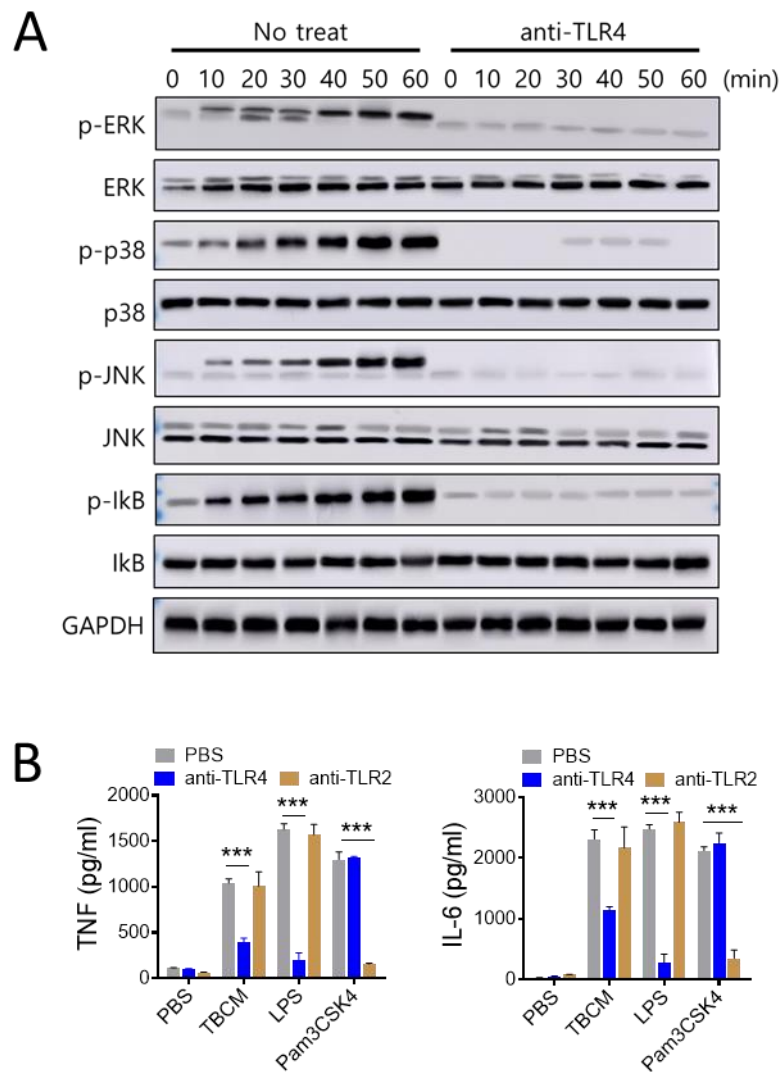 A
No treat anti-TLR4
0 10 20 30 40 50 60 0 10 20 30 40 50 60 (min)
p-ERK
ERK
p-p38
p38
p-JNK
JNK
p-IkB
IkB
GAPDH
B
PBS
anti-TLR4 anti-TLR2
TNF (pg/ml)
2000
1500
1000
500
0
***
***
***
PBS
TBCM
LPS
Pam3CSK4
PBS
anti-TLR4 anti-TLR2
IL-6 (pg/ml)
3000
2000
1000
0
***
***
***
PBS
TBCM
LPS
Pam3CSK4